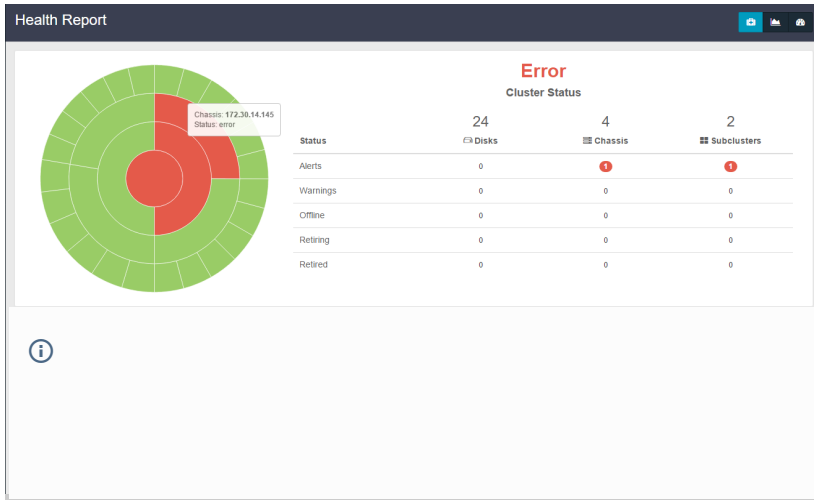 Health Report
Chassis: 172.30.14.145
Status: error
Error
Cluster Status
24 4 2
Status Disks Chassis Subclusters
Alerts 0 1 1
Warnings 0 0 0
Offline 0 0 0
Retiring 0 0 0
Retired 0 0 0